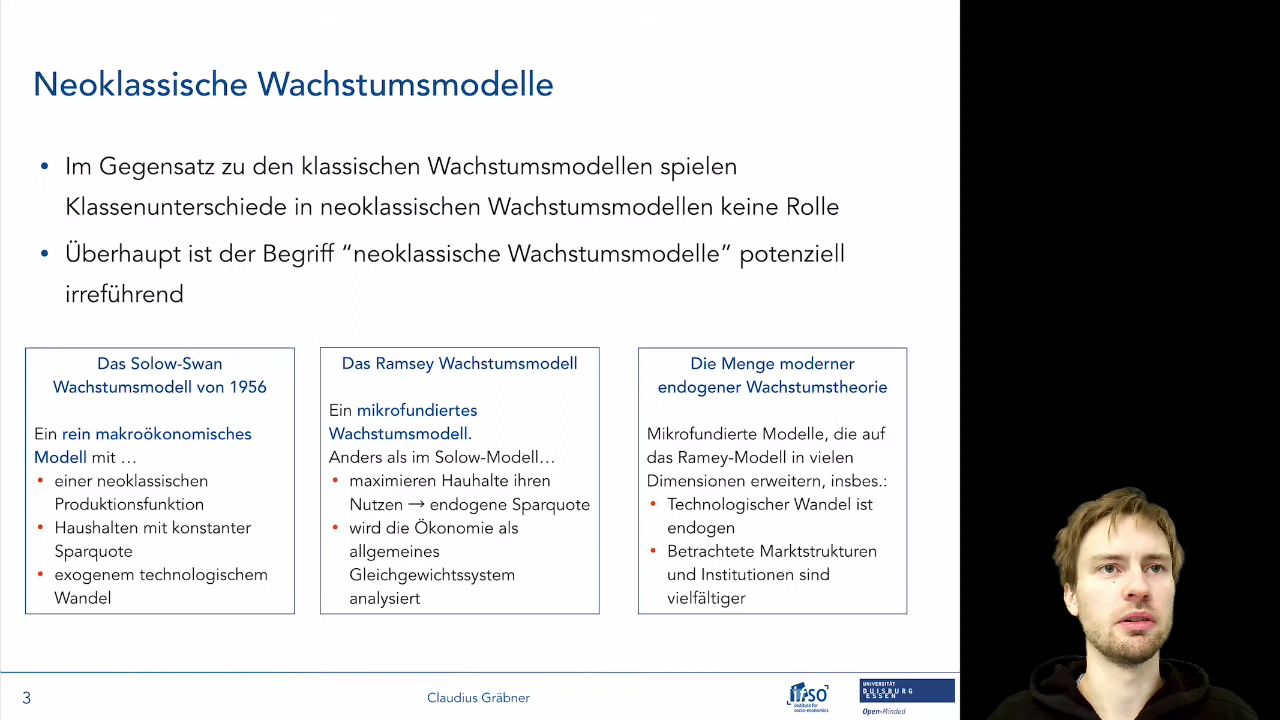 Neoklassische Wachstumsmodelle
• Im Gegensatz zu den klassischen Wachstumsmodellen spielen
Klassenunterschiede in neoklassischen Wachstumsmodellen keine Rolle
• Überhaupt ist der Begriff “neoklassische Wachstumsmodelle” potenziell
irreführend
Das Solow-Swan
Wachstumsmodell von 1956
Ein rein makroökonomisches
Modell mit …
• einer neoklassischen
Produktionsfunktion
• Haushalten mit konstanter
Sparquote
• exogenem technologischem
Wandel
Das Ramsey Wachstumsmodell
Ein mikrofundiertes
Wachstumsmodell.
Anders als im Solow-Modell…
• maximieren Hauhalte ihren
Nutzen → endogene Sparquote
• wird die Ökonomie als
allgemeines
Gleichgewichtssystem
analysiert
Die Menge moderner
endogener Wachstumstheorie
Mikrofundierte Modelle, die auf
das Ramey-Modell in vielen
Dimensionen erweitern, insbes.:
• Technologischer Wandel ist
endogen
• Betrachtete Marktstrukturen
und Institutionen sind
vielfältiger
3
Claudius Gräbner
ifso
institute for
socio-economics
UNIVERSITÄT
DUISBURG
ESSEN
Open-Minded